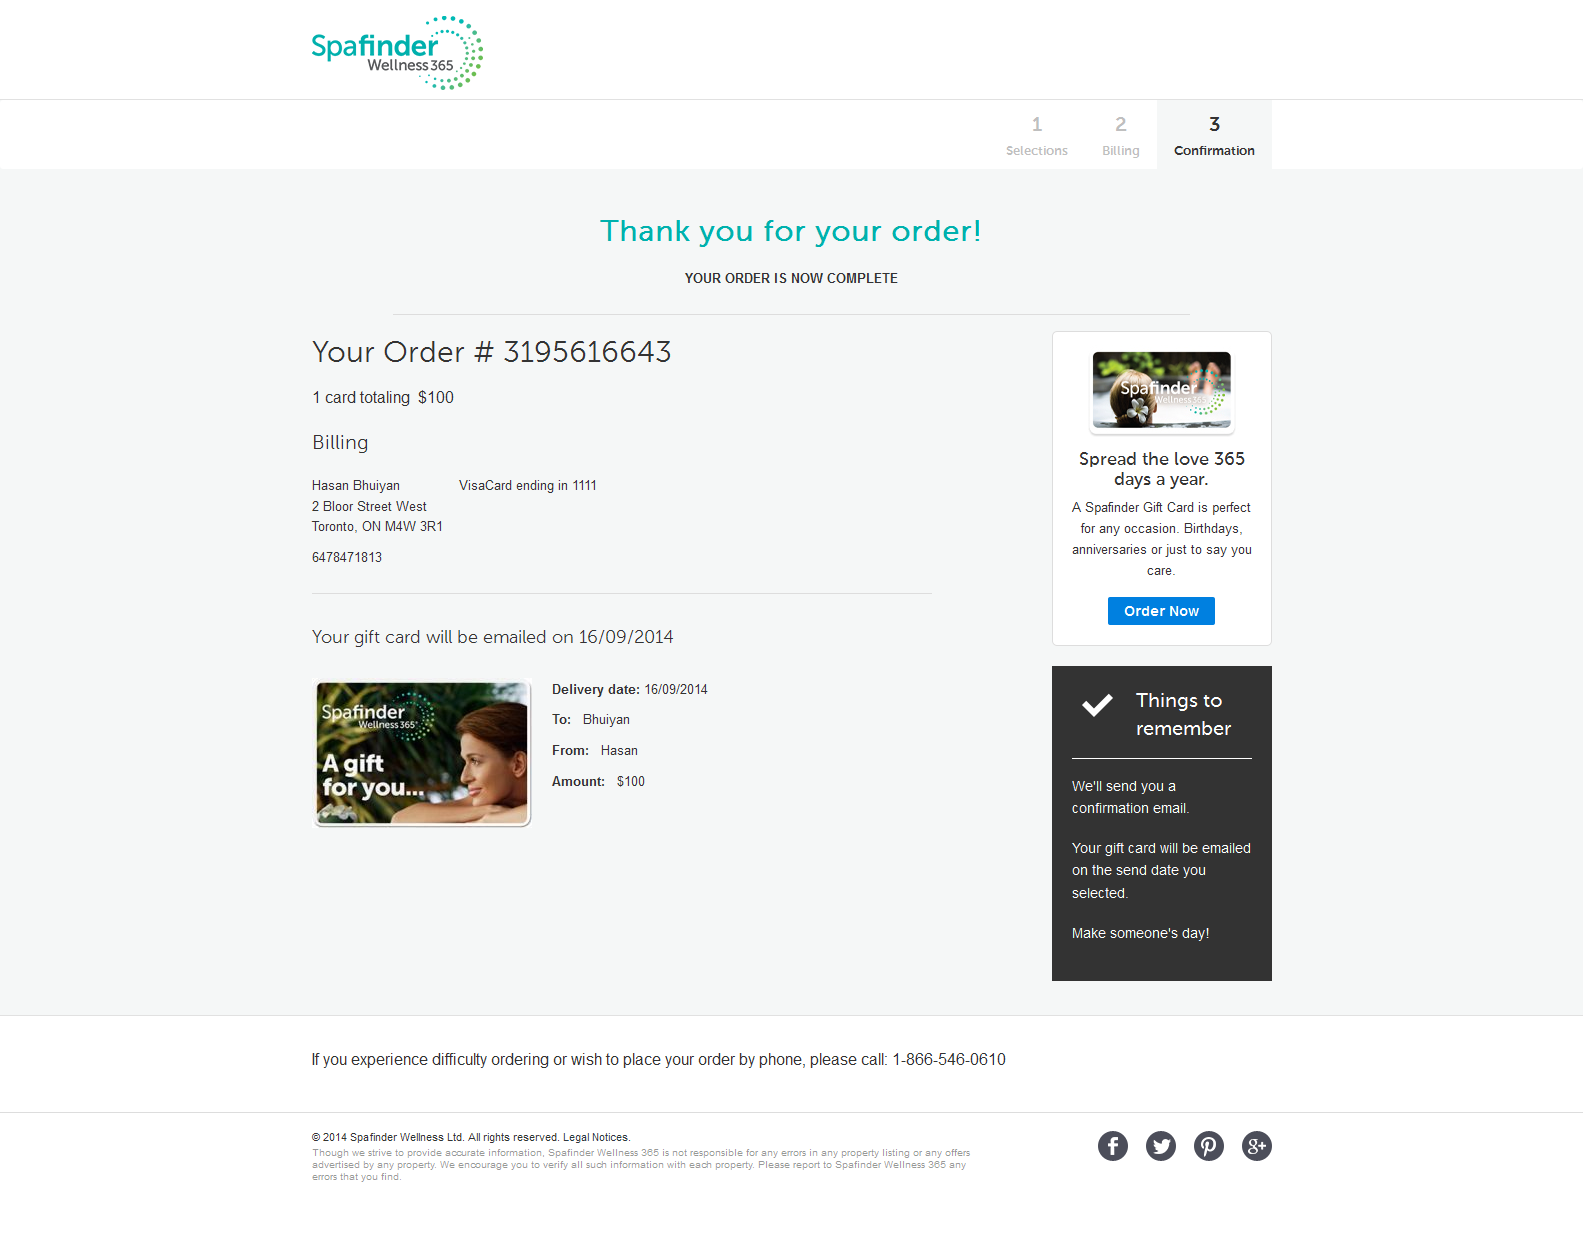 Spafinder
Wellness 365
1
Selections
2
Billing
3
Confirmation
Thank you for your order!
YOUR ORDER IS NOW COMPLETE
Your Order # 3195616643
1 card totaling $100
Billing
Hasan Bhuiyan
2 Bloor Street West
Toronto, ON M4W 3R1
6478471813
VisaCard ending in 1111
Your gift card will be emailed on 16/09/2014
Spafinder
Wellness 365
A gift
for you...
Delivery date: 16/09/2014
To: Bhuiyan
From: Hasan
Amount: $100
Spafinder
Wellness 365
Spread the love 365
days a year.
A Spafinder Gift Card is perfect
for any occasion. Birthdays,
anniversaries or just to say you
care.
Order Now
Things to
remember
We'll send you a
confirmation email.
Your gift card will be emailed
on the send date you
selected.
Make someone's day!
If you experience difficulty ordering or wish to place your order by phone, please call: 1-866-546-0610
© 2014 Spafinder Wellness Ltd. All rights reserved. Legal Notices.
Though we strive to provide accurate information, Spafinder Wellness 365 is not responsible for any errors in any property listing or any offers
advertised by any property. We encourage you to verify all such information with each property. Please report to Spafinder Wellness 365 any
errors that you find.